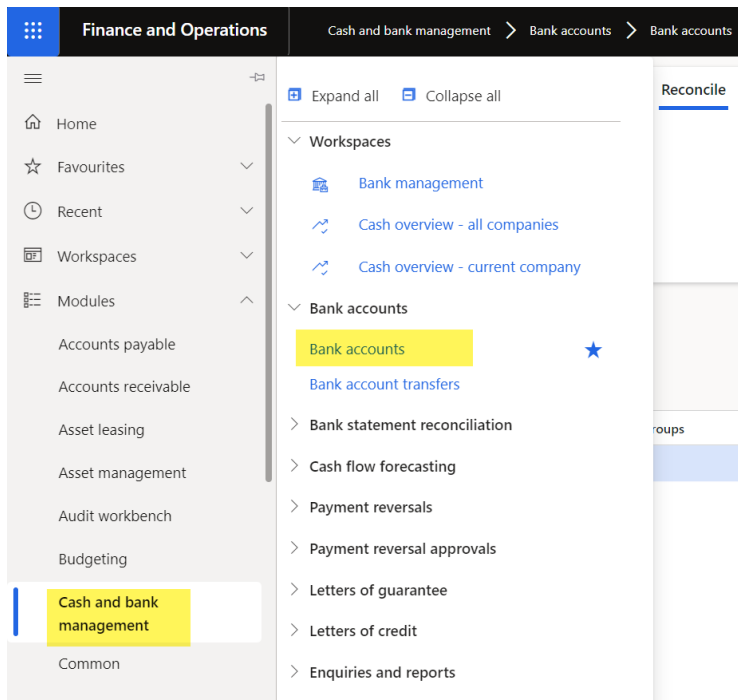 Finance and Operations
Cash and bank management > Bank accounts > Bank accounts
Home
Favourites
Recent
Workspaces
Modules
Accounts payable
Accounts receivable
Asset leasing
Asset management
Audit workbench
Budgeting
Cash and bank
management
Common
Expand all Collapse all
Workspaces
Bank management
Cash overview - all companies
Cash overview - current company
Bank accounts
Bank accounts
Bank account transfers
Bank statement reconciliation
Cash flow forecasting
Payment reversals
Payment reversal approvals
Letters of guarantee
Letters of credit
Enquiries and reports
Reconcile
roups